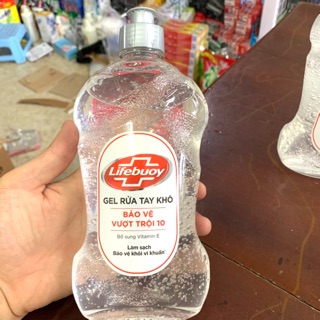 Lifebuoy
GEL RỬA TAY KHÔ
BẢO VỆ
VƯỢT TRỘI 10
Bổ sung Vitamin E
Làm sạch
Bảo vệ khỏi vi khuẩn*